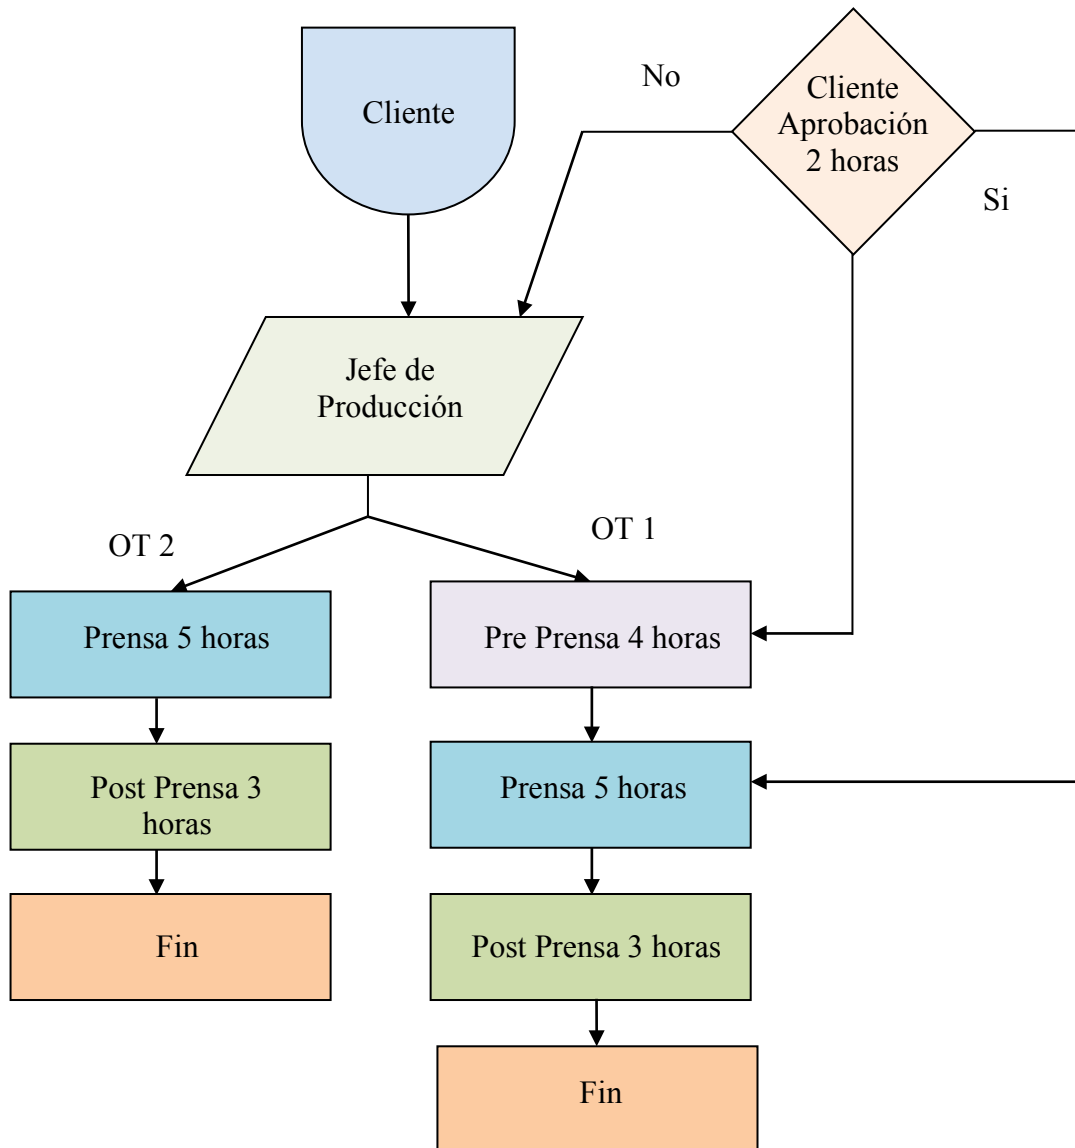 Cliente
No
Cliente
Aprobación
2 horas
Si
Jefe de
Producción
OT 2
OT 1
Prensa 5 horas
Pre Prensa 4 horas
Post Prensa 3
horas
Prensa 5 horas
Fin
Post Prensa 3 horas
Fin